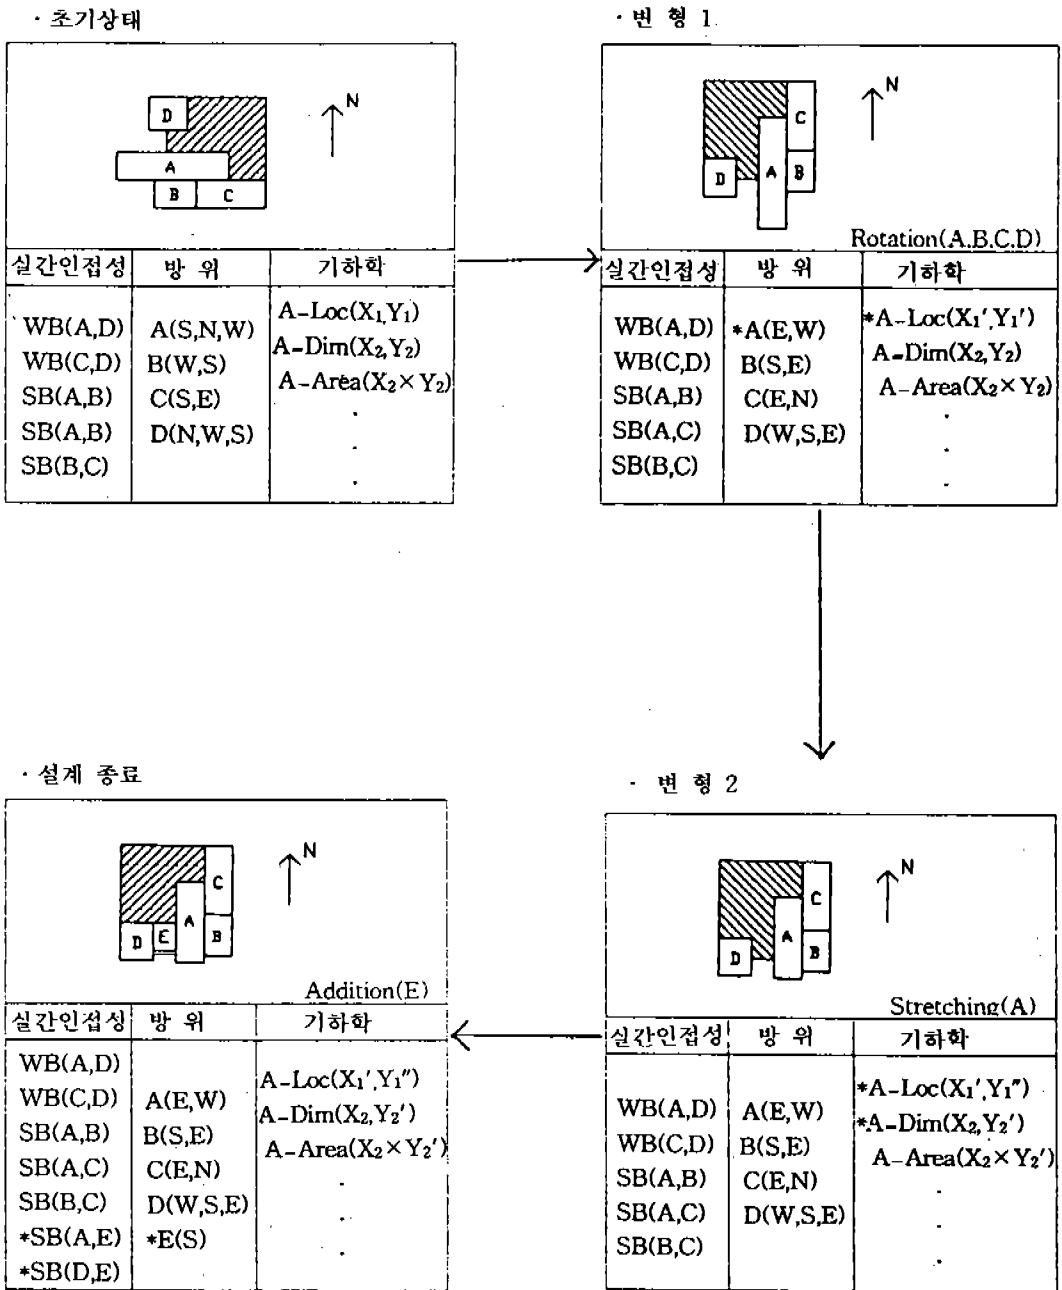 · 초기상태
D
A
B C
N
실간인접성 방 위 기하학
WB(A,D) A(S,N,W) A-Loc(X₁,Y₁)
WB(C,D) B(W,S) A-Dim(X₂,Y₂)
SB(A,B) C(S,E) A-Area(X₂×Y₂)
SB(A,B) D(N,W,S)
SB(B,C)
· 변 형 1
C
D A B
N
Rotation(A.B.C.D)
실간인접성 방 위 기하학
WB(A,D) *A(E,W) *A-Loc(X₁′,Y₁′)
WB(C,D) B(S,E) A-Dim(X₂,Y₂)
SB(A,B) C(E,N) A-Area(X₂×Y₂)
SB(A,C) D(W,S,E)
SB(B,C)
· 변 형 2
C
A
D B
N
Stretching(A)
실간인접성 방 위 기하학
WB(A,D) A(E,W) *A-Loc(X₁′,Y₁″)
WB(C,D) B(S,E) *A-Dim(X₂,Y₂′)
SB(A,B) C(E,N) A-Area(X₂×Y₂′)
SB(A,C) D(W,S,E)
SB(B,C)
· 설계 종료
C
A
D E B
N
Addition(E)
실간인접성 방 위 기하학
WB(A,D)
WB(C,D) A(E,W) A-Loc(X₁′,Y₁″)
SB(A,B) B(S,E) A-Dim(X₂,Y₂′)
SB(A,C) C(E,N) A-Area(X₂×Y₂′)
SB(B,C) D(W,S,E)
*SB(A,E) *E(S)
*SB(D,E)